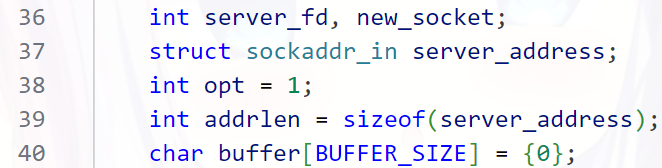 36 int server_fd, new_socket;
37 struct sockaddr_in server_address;
38 int opt = 1;
39 int addrlen = sizeof(server_address);
40 char buffer[BUFFER_SIZE] = {0};